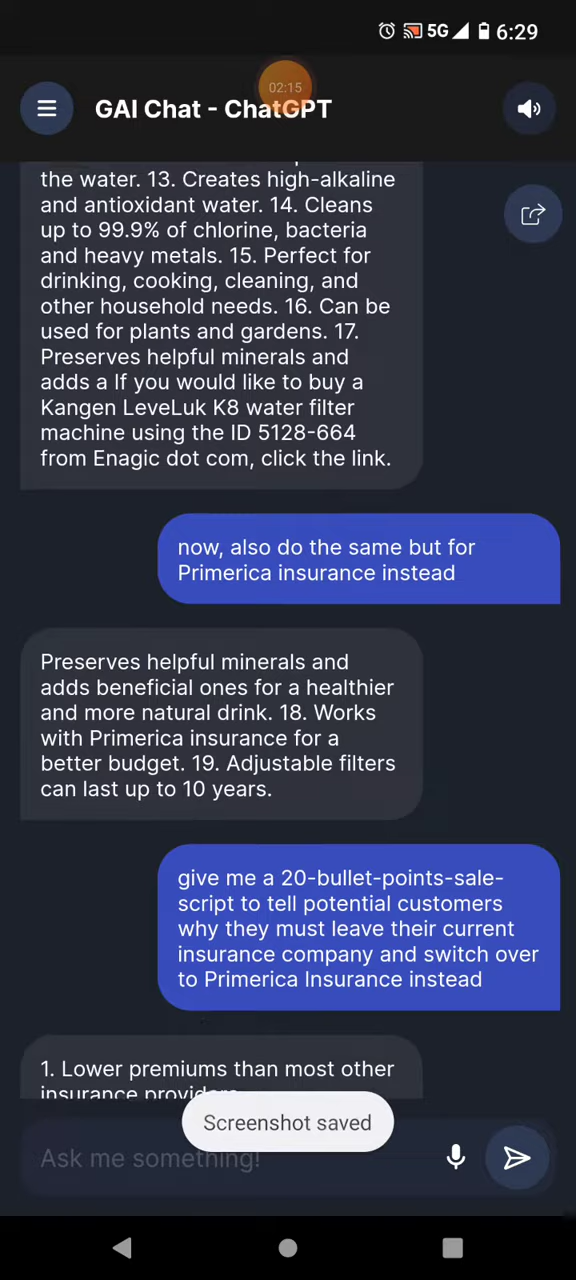 5G 6:29
02:15
GAI Chat - ChatGPT
the water. 13. Creates high-alkaline
and antioxidant water. 14. Cleans
up to 99.9% of chlorine, bacteria
and heavy metals. 15. Perfect for
drinking, cooking, cleaning, and
other household needs. 16. Can be
used for plants and gardens. 17.
Preserves helpful minerals and
adds a If you would like to buy a
Kangen LeveLuk K8 water filter
machine using the ID 5128-664
from Enagic dot com, click the link.
now, also do the same but for
Primerica insurance instead
Preserves helpful minerals and
adds beneficial ones for a healthier
and more natural drink. 18. Works
with Primerica insurance for a
better budget. 19. Adjustable filters
can last up to 10 years.
give me a 20-bullet-points-sale-
script to tell potential customers
why they must leave their current
insurance company and switch over
to Primerica Insurance instead
1. Lower premiums than most other
insurance providers
Screenshot saved
Ask me something!